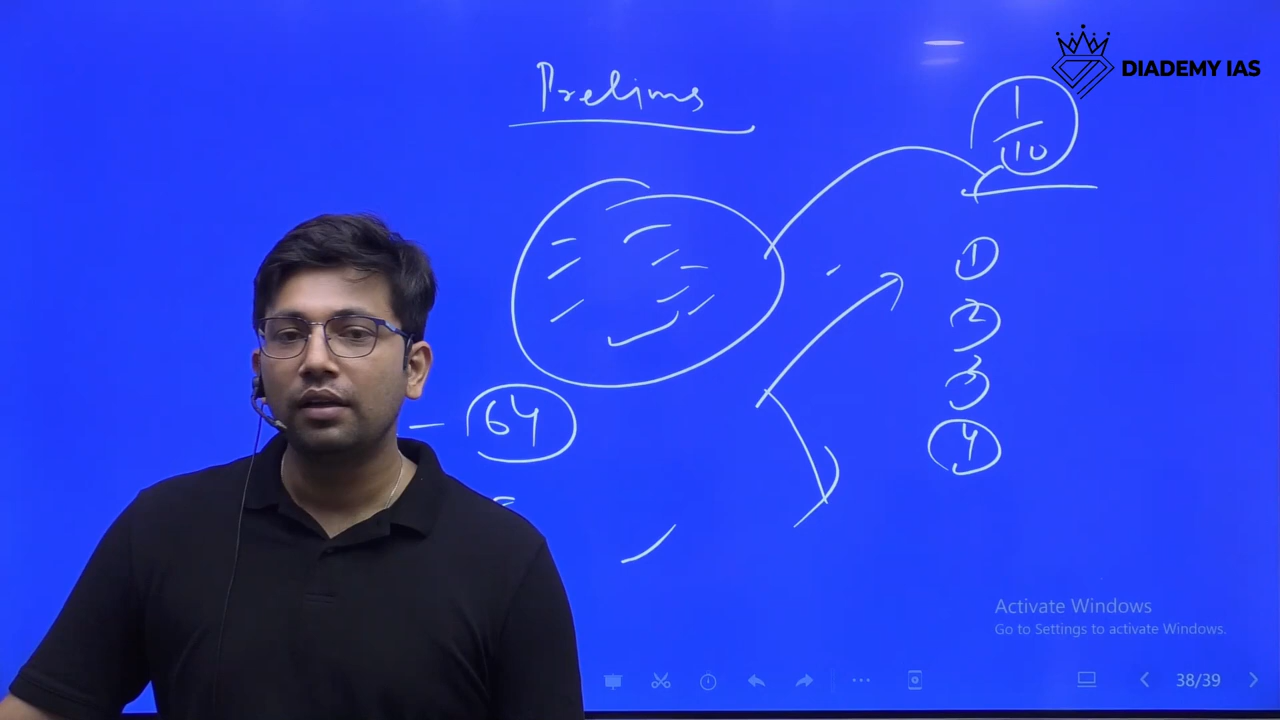 DIADEMY IAS
Prelims
1
10
1
2
3
4
64
Activate Windows
Go to Settings to activate Windows.
38/39